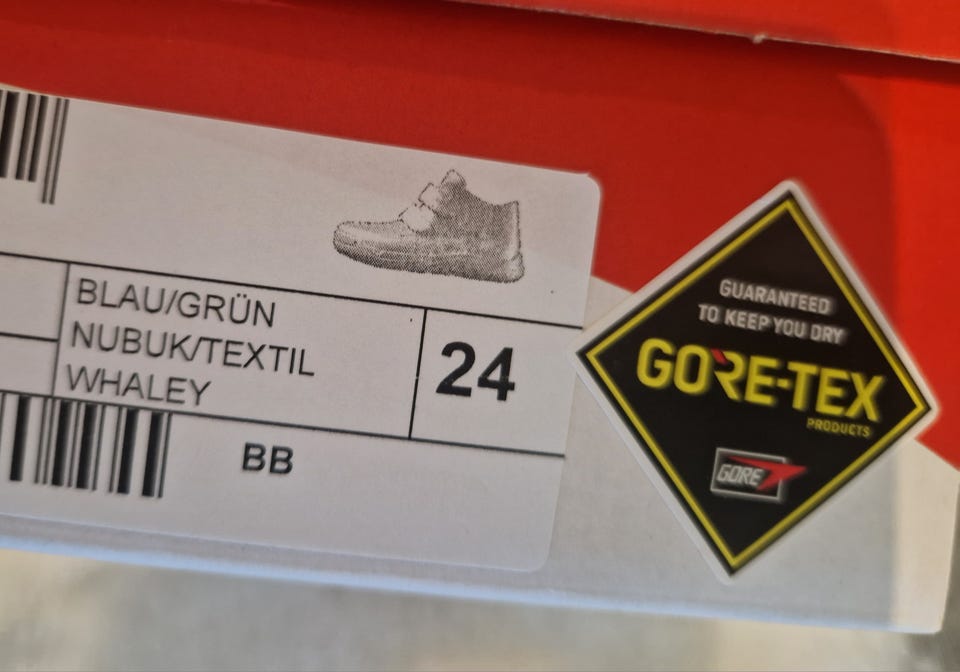 BLAU/GRÜN
NUBUK/TEXTIL
WHALEY
24
BB
GUARANTEED
TO KEEP YOU DRY
GORE-TEX
PRODUCTS
GORE